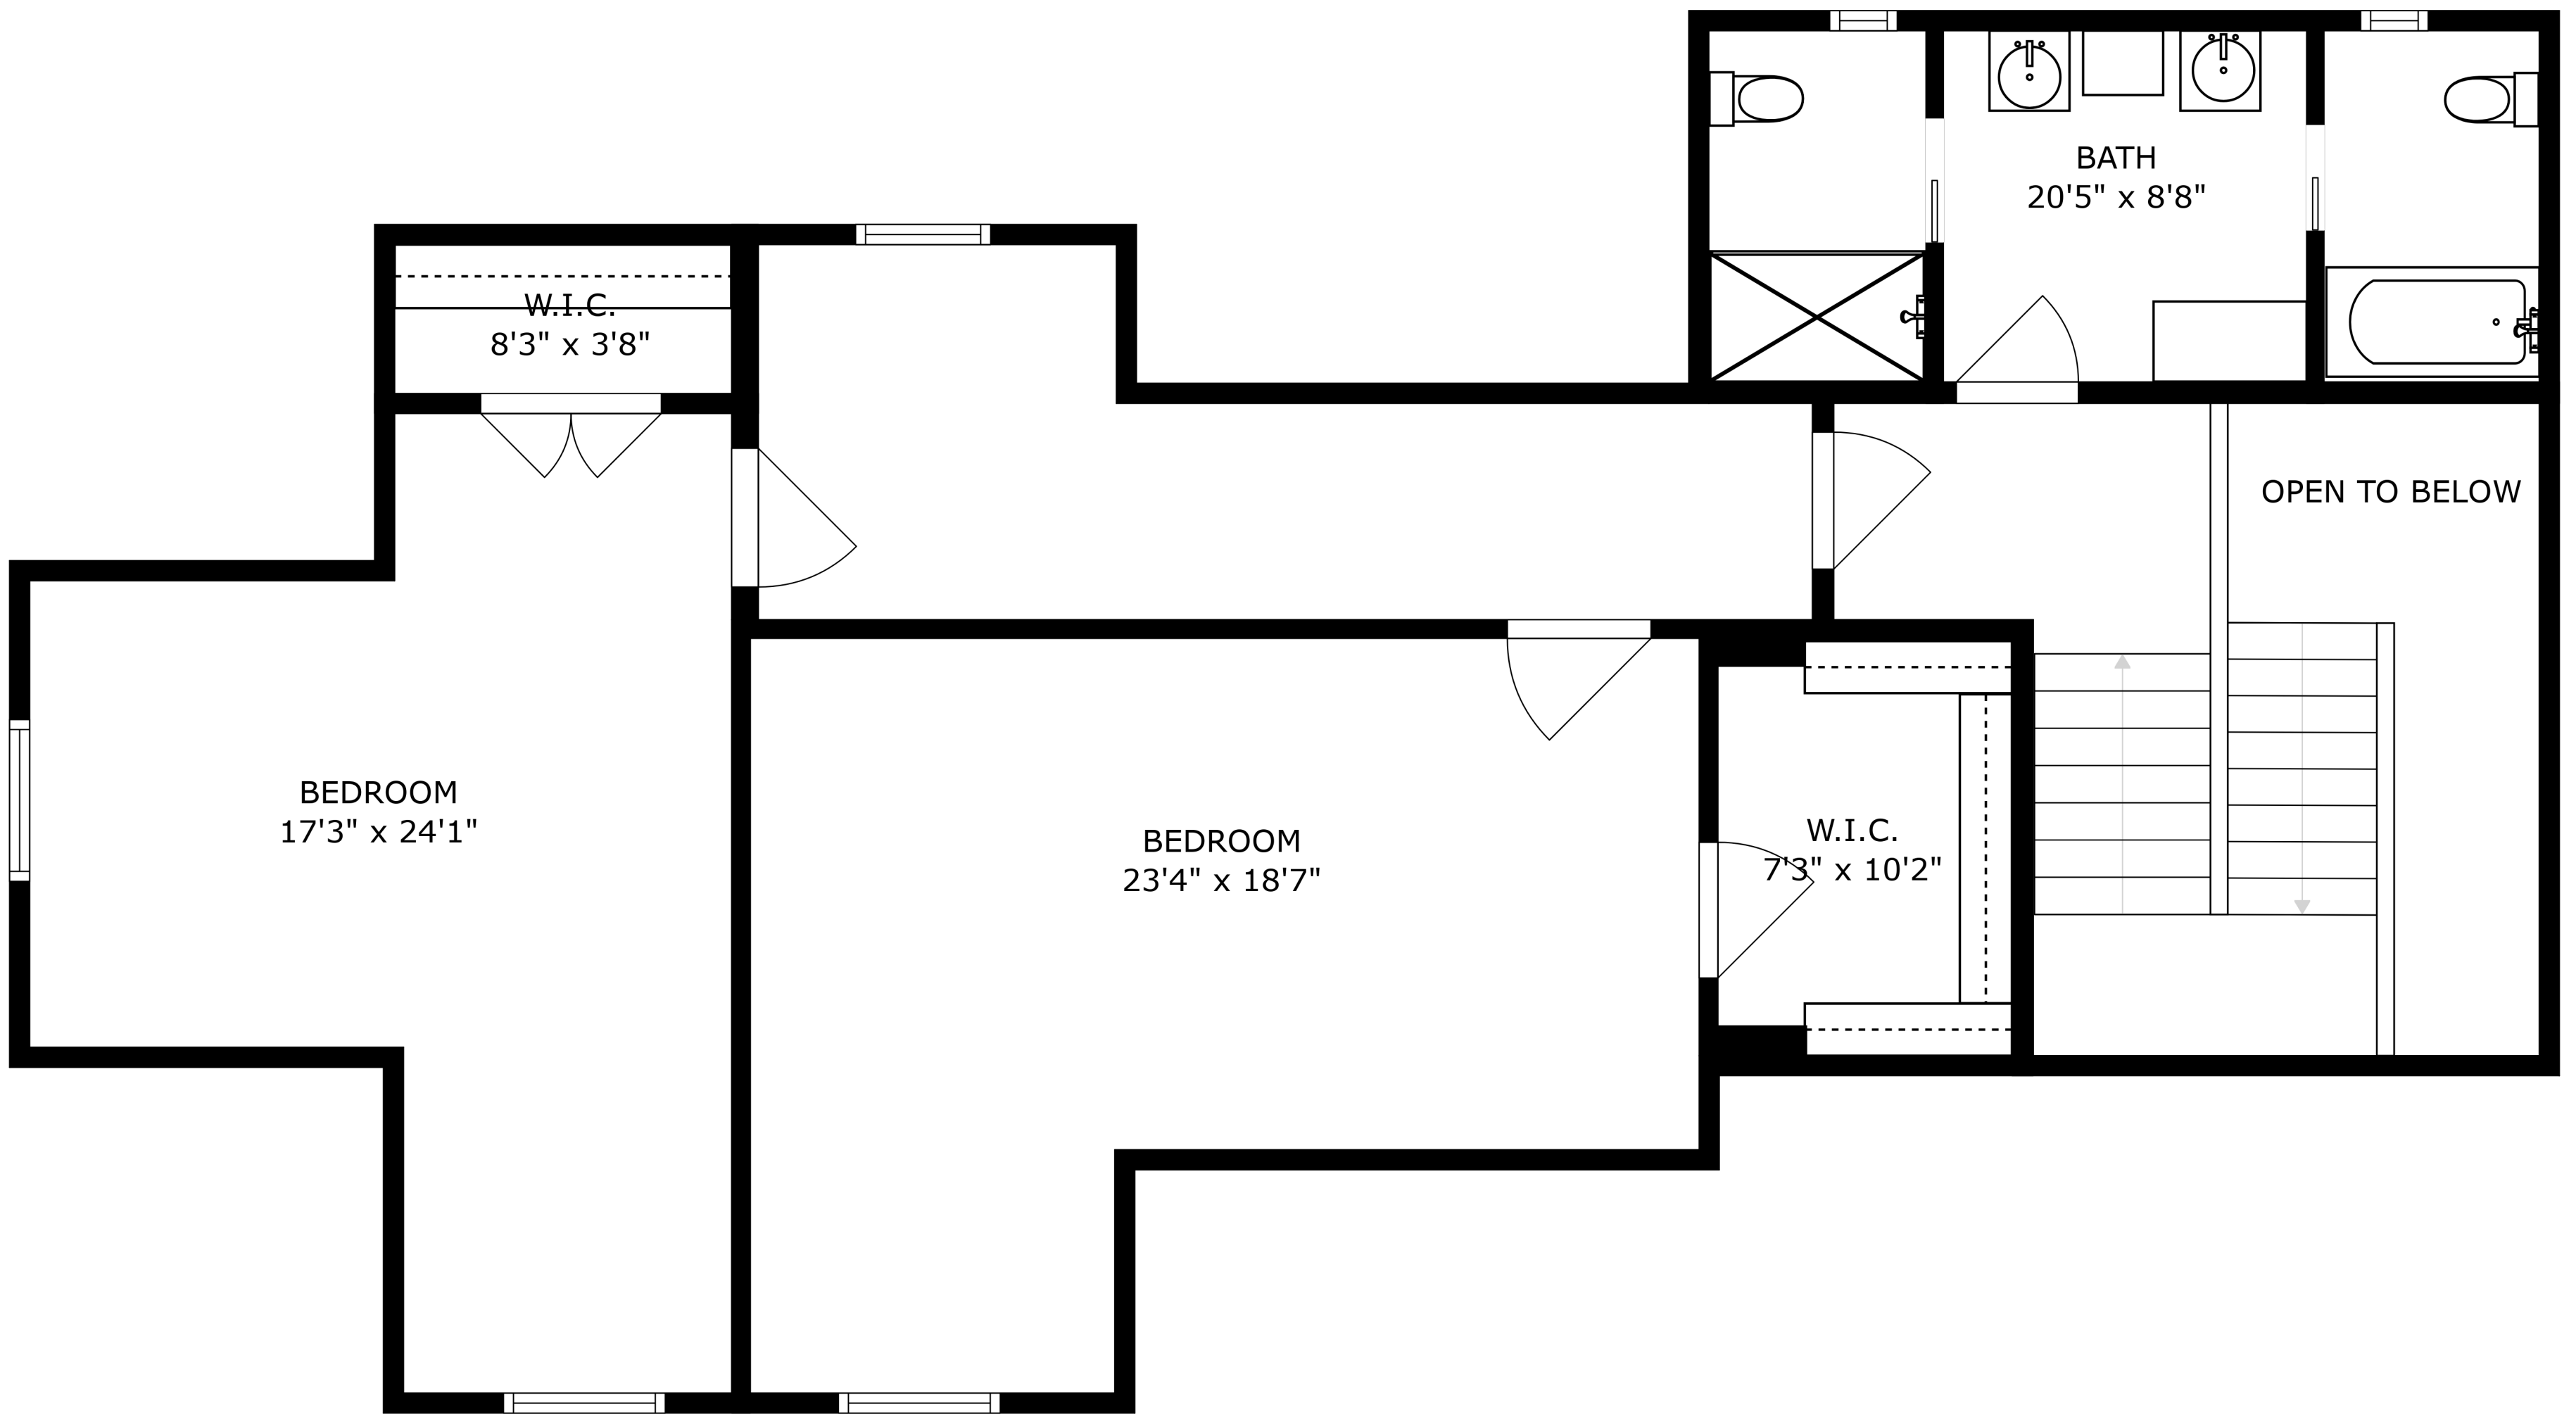 BATH
20'5" x 8'8"
W.I.C.
8'3" x 3'8"
OPEN TO BELOW
BEDROOM
17'3" x 24'1"
BEDROOM
23'4" x 18'7"
W.I.C.
7'3" x 10'2"